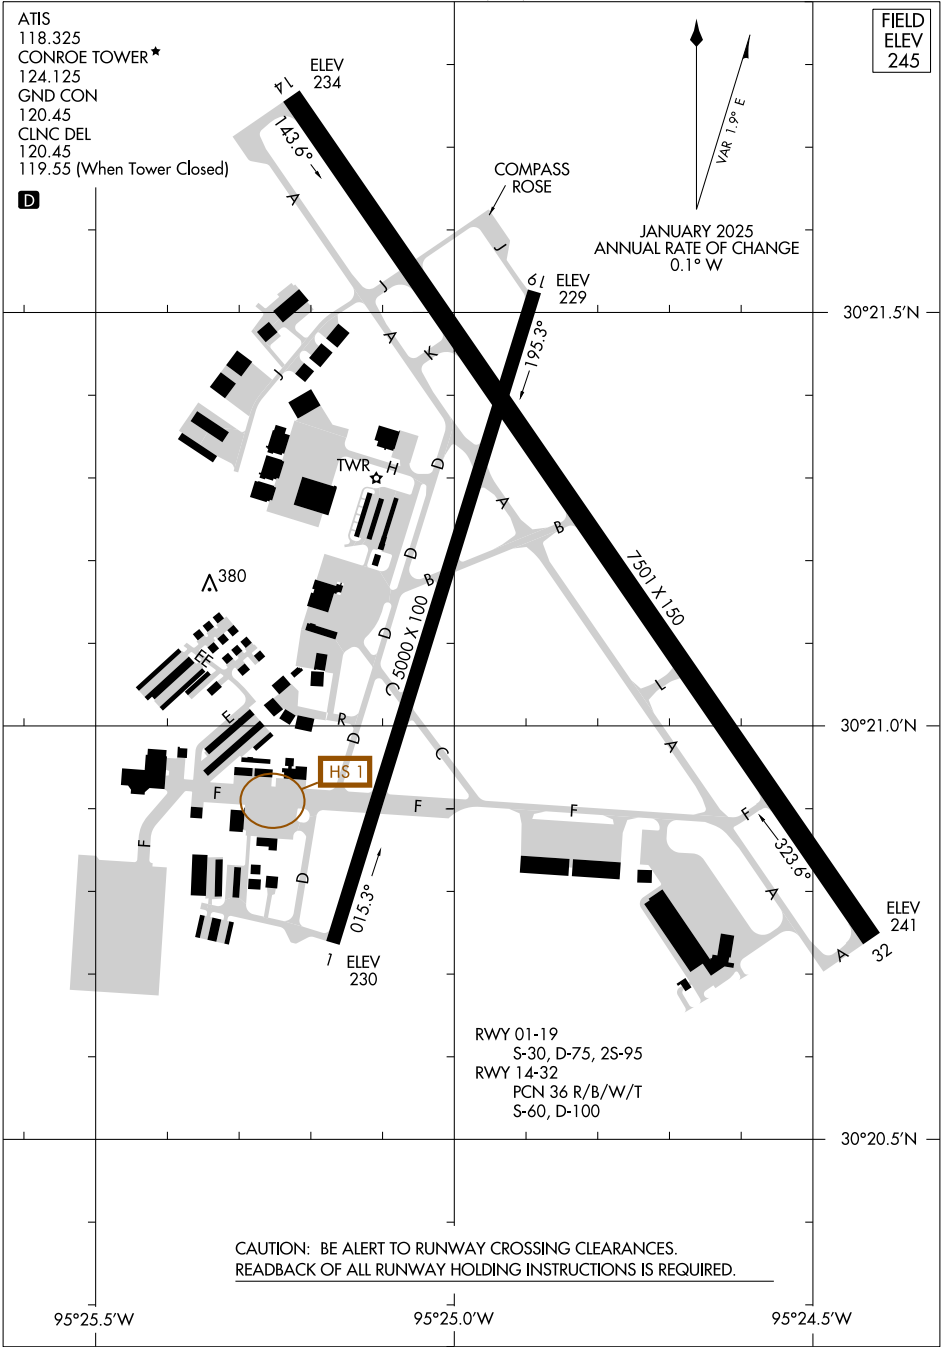 ATIS
118.325
CONROE TOWER★
124.125
GND CON
120.45
CLNC DEL
120.45
119.55 (When Tower Closed)
D
FIELD
ELEV
245
VAR 1.9° E
JANUARY 2025
ANNUAL RATE OF CHANGE
0.1° W
14
ELEV
234
143.6°
A
COMPASS
ROSE
J
J
19
ELEV
229
30°21.5'N
A
K
195.3°
J
TWR
H
D
A
B
D
B
7501 X 150
380
5000 X 100
D
EE
L
C
E
R
D
30°21.0'N
A
C
HS 1
F
F
F
F
F
323.6°
D
A
015.3°
ELEV
241
32
A
1
ELEV
230
RWY 01-19
S-30, D-75, 2S-95
RWY 14-32
PCN 36 R/B/W/T
S-60, D-100
30°20.5'N
CAUTION: BE ALERT TO RUNWAY CROSSING CLEARANCES.
READBACK OF ALL RUNWAY HOLDING INSTRUCTIONS IS REQUIRED.
95°25.5'W
95°25.0'W
95°24.5'W